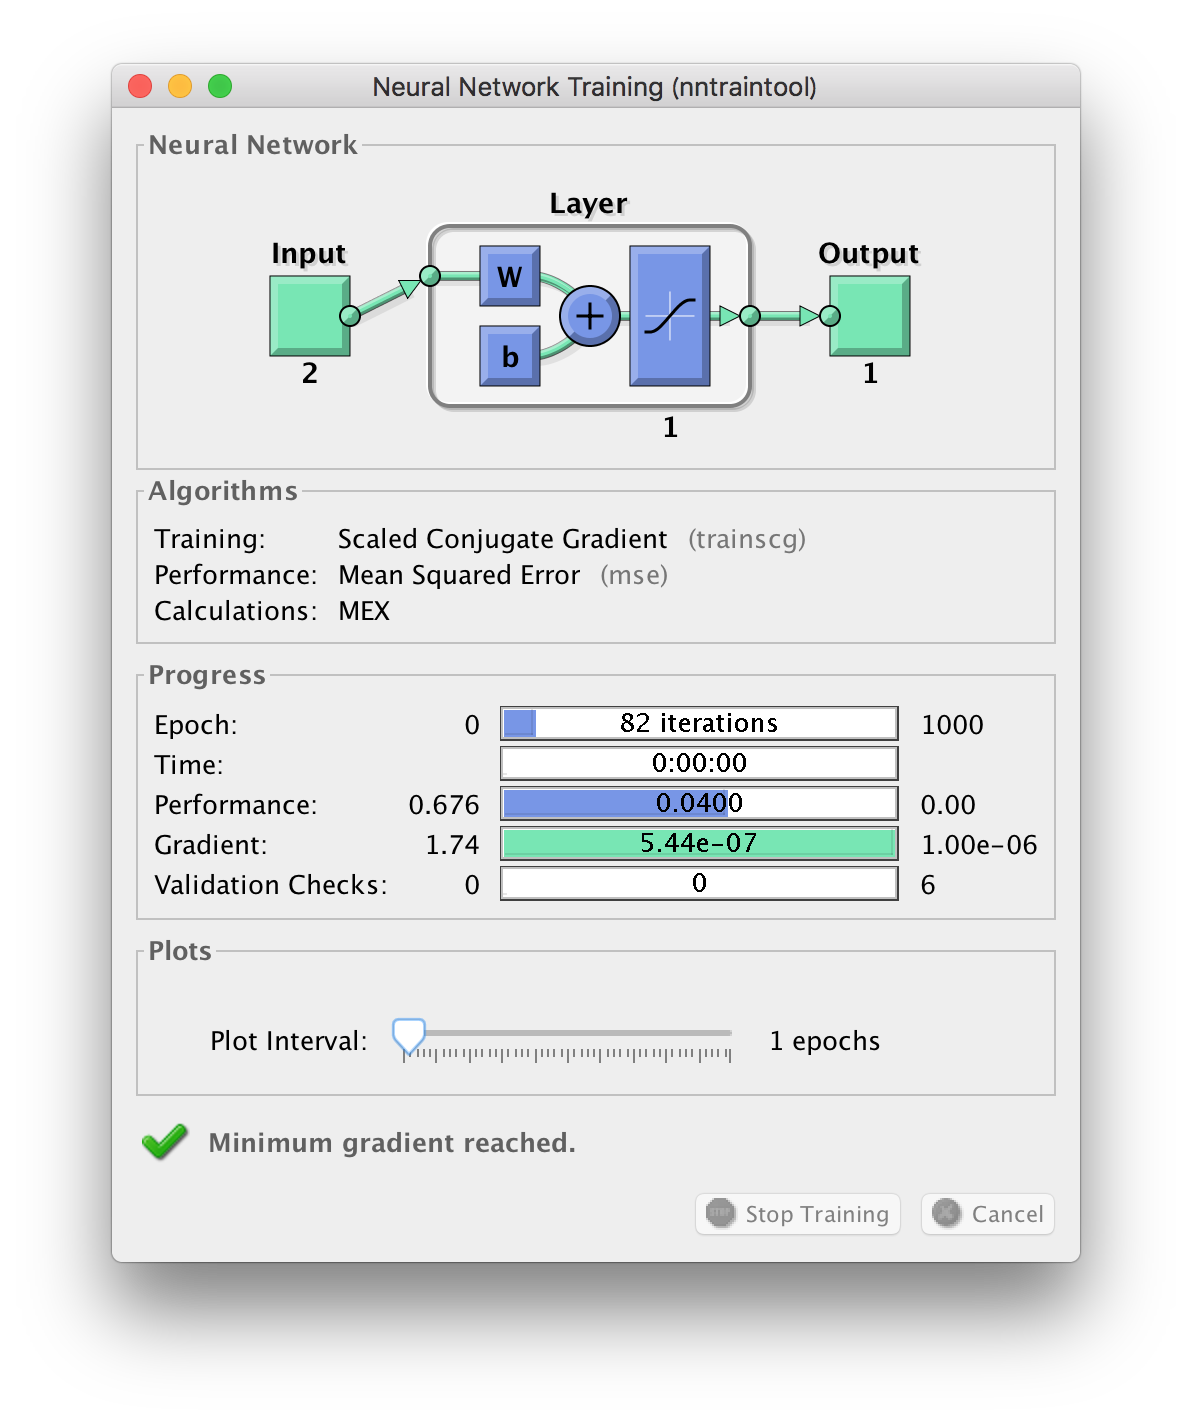 Neural Network Training (nntraintool)
Neural Network
Layer
Input
Output
W
b
+
2
1
1
Algorithms
Training: Scaled Conjugate Gradient (trainscg)
Performance: Mean Squared Error (mse)
Calculations: MEX
Progress
Epoch: 0 82 iterations 1000
Time: 0:00:00
Performance: 0.676 0.0400 0.00
Gradient: 1.74 5.44e-07 1.00e-06
Validation Checks: 0 0 6
Plots
Plot Interval: 1 epochs
Minimum gradient reached.
STOP Stop Training Cancel